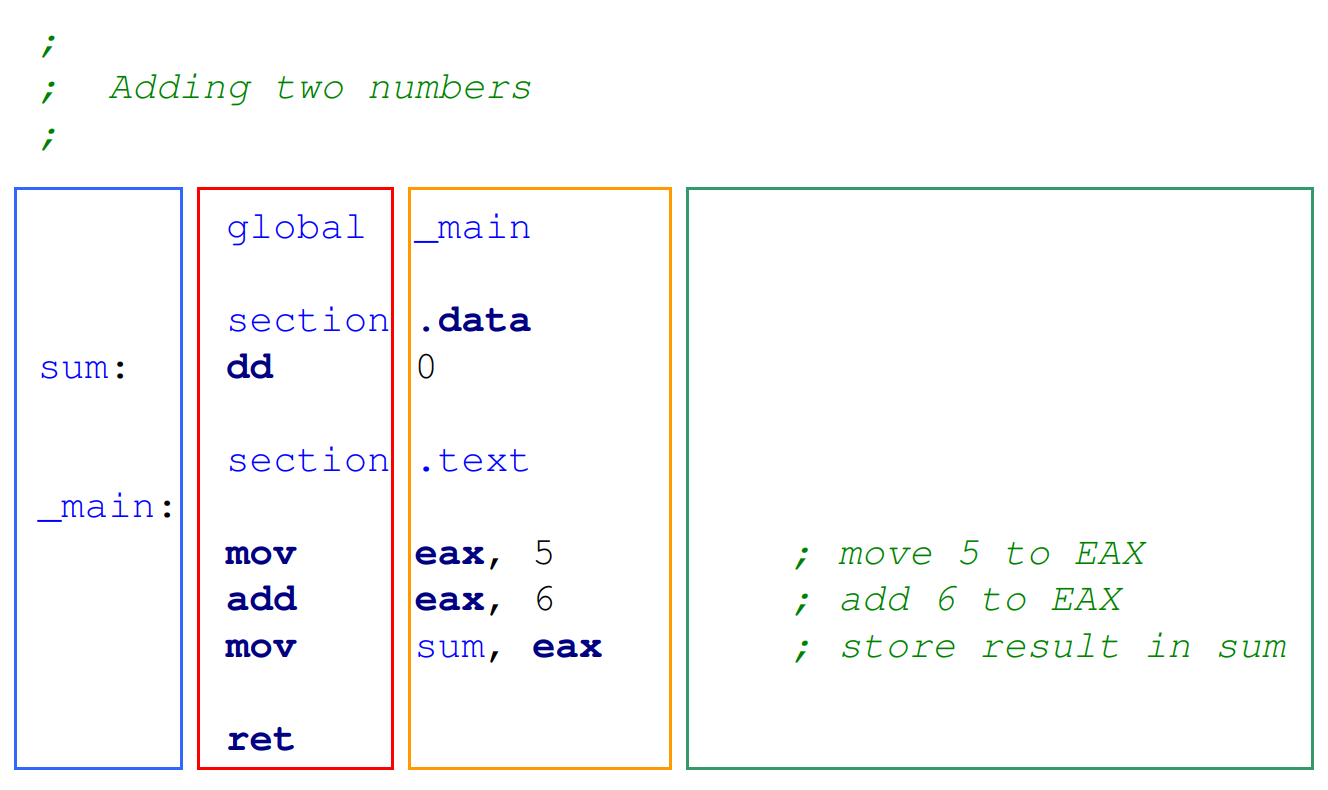 ;
; Adding two numbers
;
global _main
section .data
sum: dd 0
section .text
_main:
mov eax, 5 ; move 5 to EAX
add eax, 6 ; add 6 to EAX
mov sum, eax ; store result in sum
ret